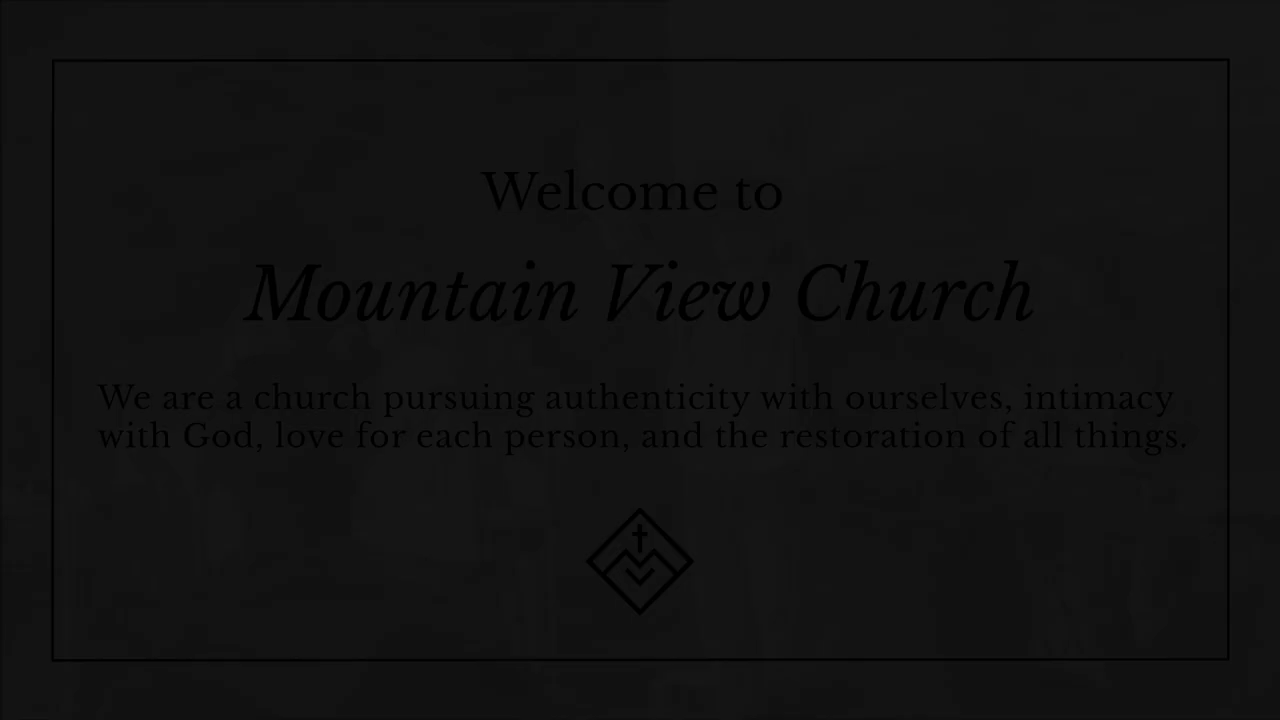 Welcome to
Mountain View Church
We are a church pursuing authenticity with ourselves, intimacy
with God, love for each person, and the restoration of all things.